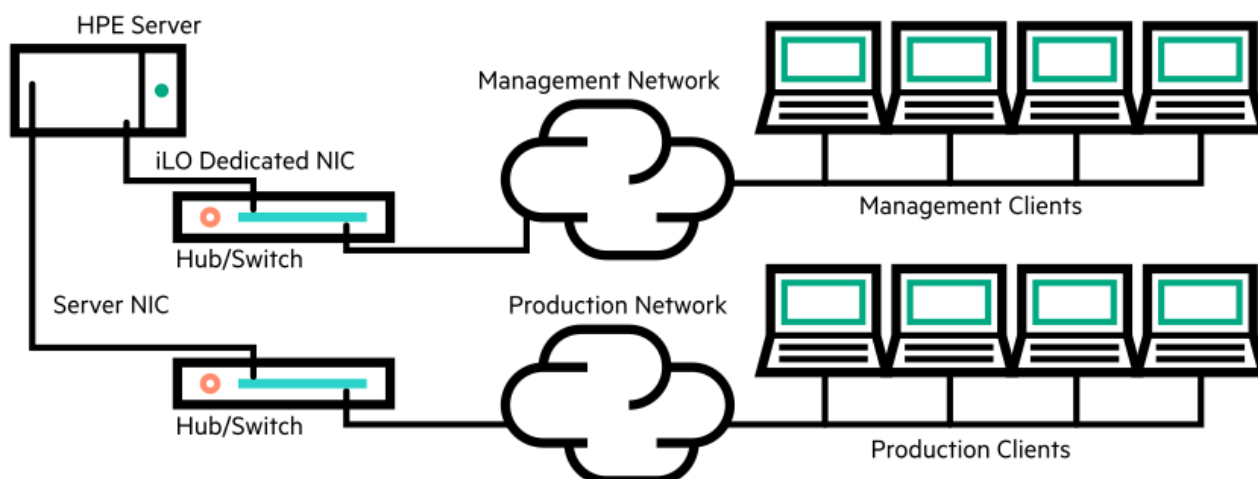 HPE Server
Management Network
iLO Dedicated NIC
Management Clients
Hub/Switch
Server NIC
Production Network
Hub/Switch
Production Clients